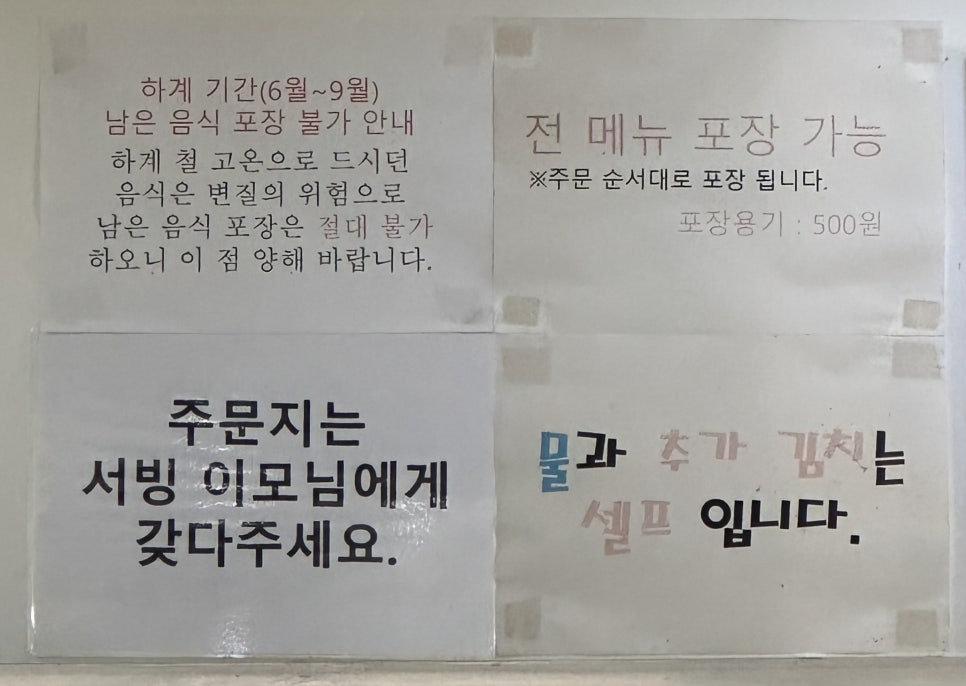 하계 기간(6월~9월)
남은 음식 포장 불가 안내
하계 철 고온으로 드시던
음식은 변질의 위험으로
남은 음식 포장은 절대 불가
하오니 이 점 양해 바랍니다.
전 메뉴 포장 가능
※주문 순서대로 포장 됩니다.
포장용기 : 500원
주문지는
서빙 이모님에게
갖다주세요.
물과 추가 김치는
셀프 입니다.